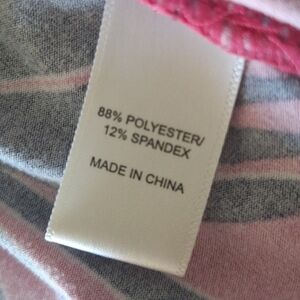 88% POLYESTER/
12% SPANDEX
MADE IN CHINA